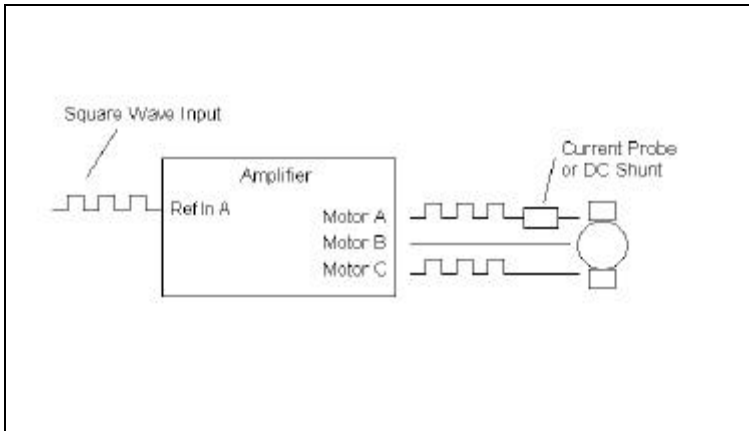 Square Wave Input
Current Probe
or DC Shunt
Amplifier
Ref In A
Motor A
Motor B
Motor C